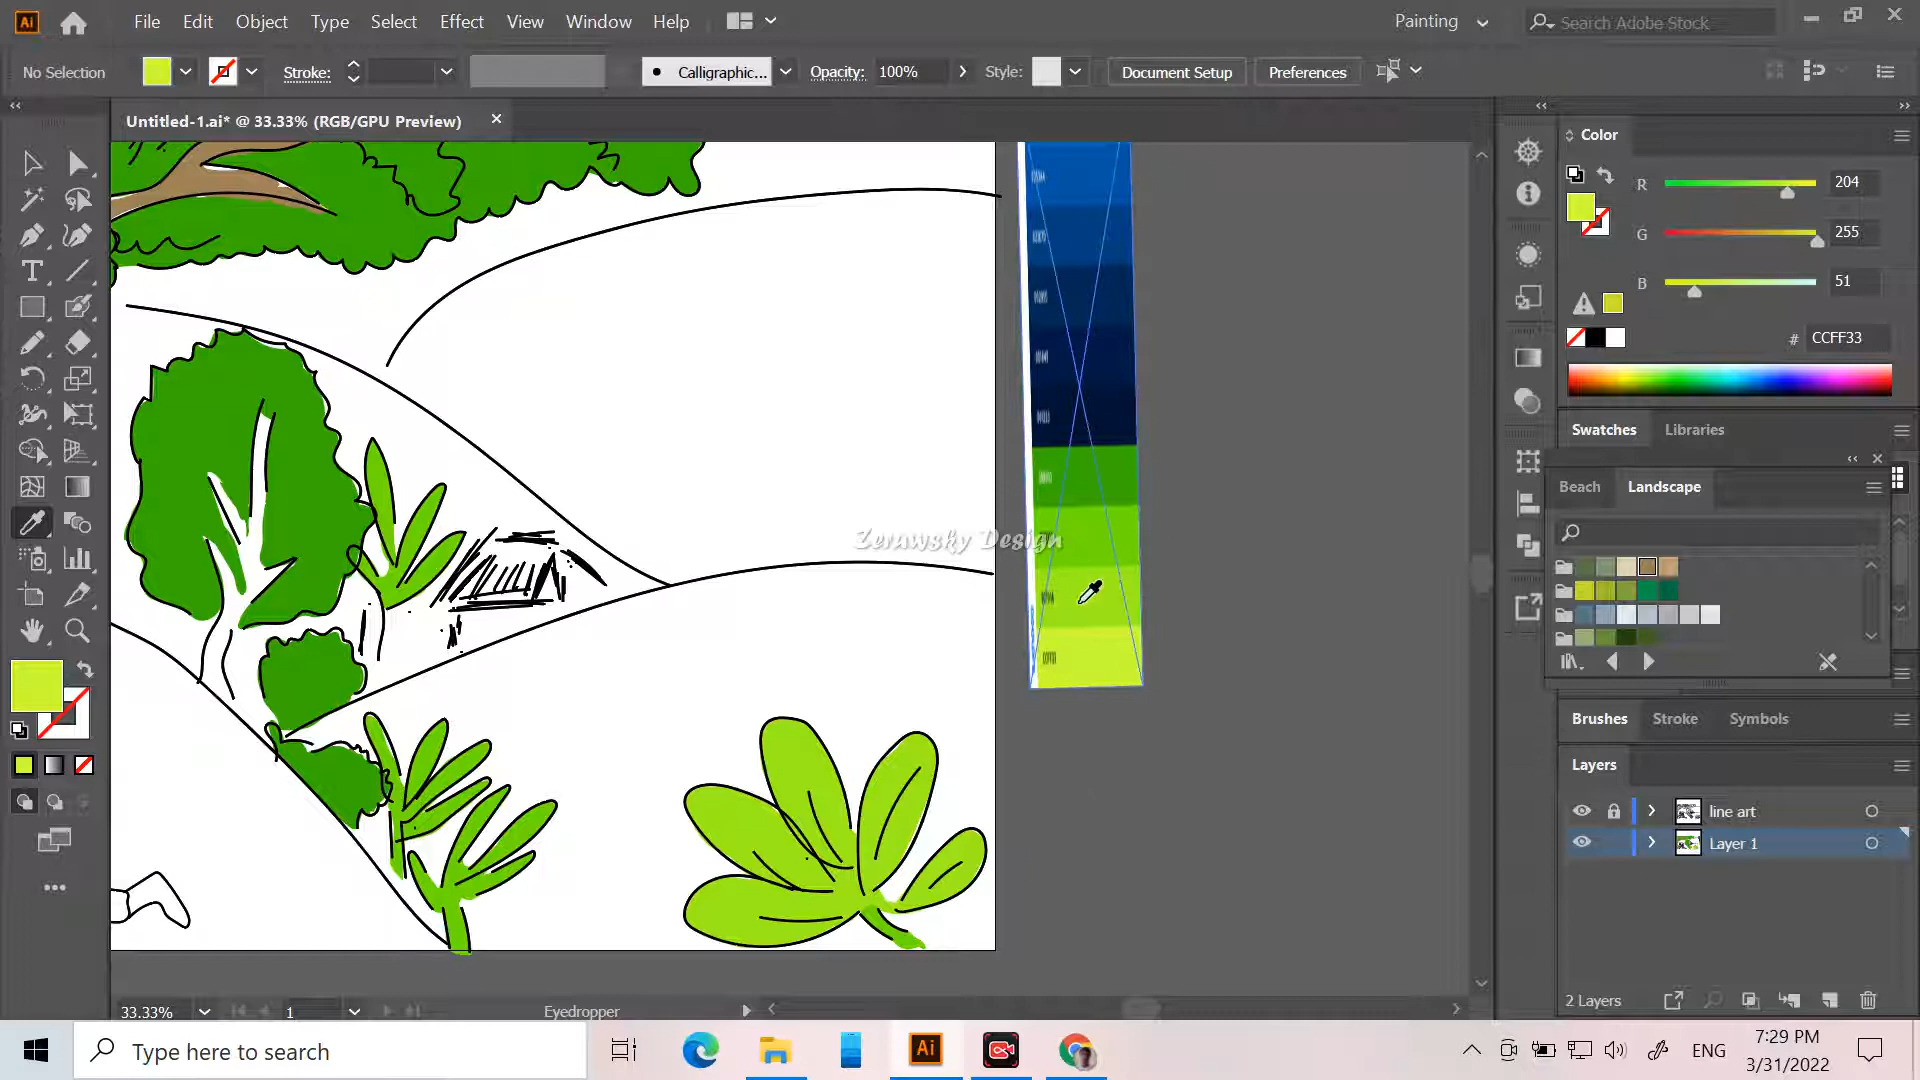 Ai File Edit Object Type Select Effect View Window Help Painting Search Adobe Stock
No Selection Stroke: Calligraphic... Opacity: 100% Style: Document Setup Preferences
Untitled-1.ai* @ 33.33% (RGB/GPU Preview)
Color
R 204
G 255
B 51
# CCFF33
Swatches Libraries
Beach Landscape
Zerawsky Design
Brushes Stroke Symbols
Layers
line art
Layer 1
2 Layers
33.33% 1 Eyedropper
Type here to search
Ai
ENG
7:29 PM
3/31/2022